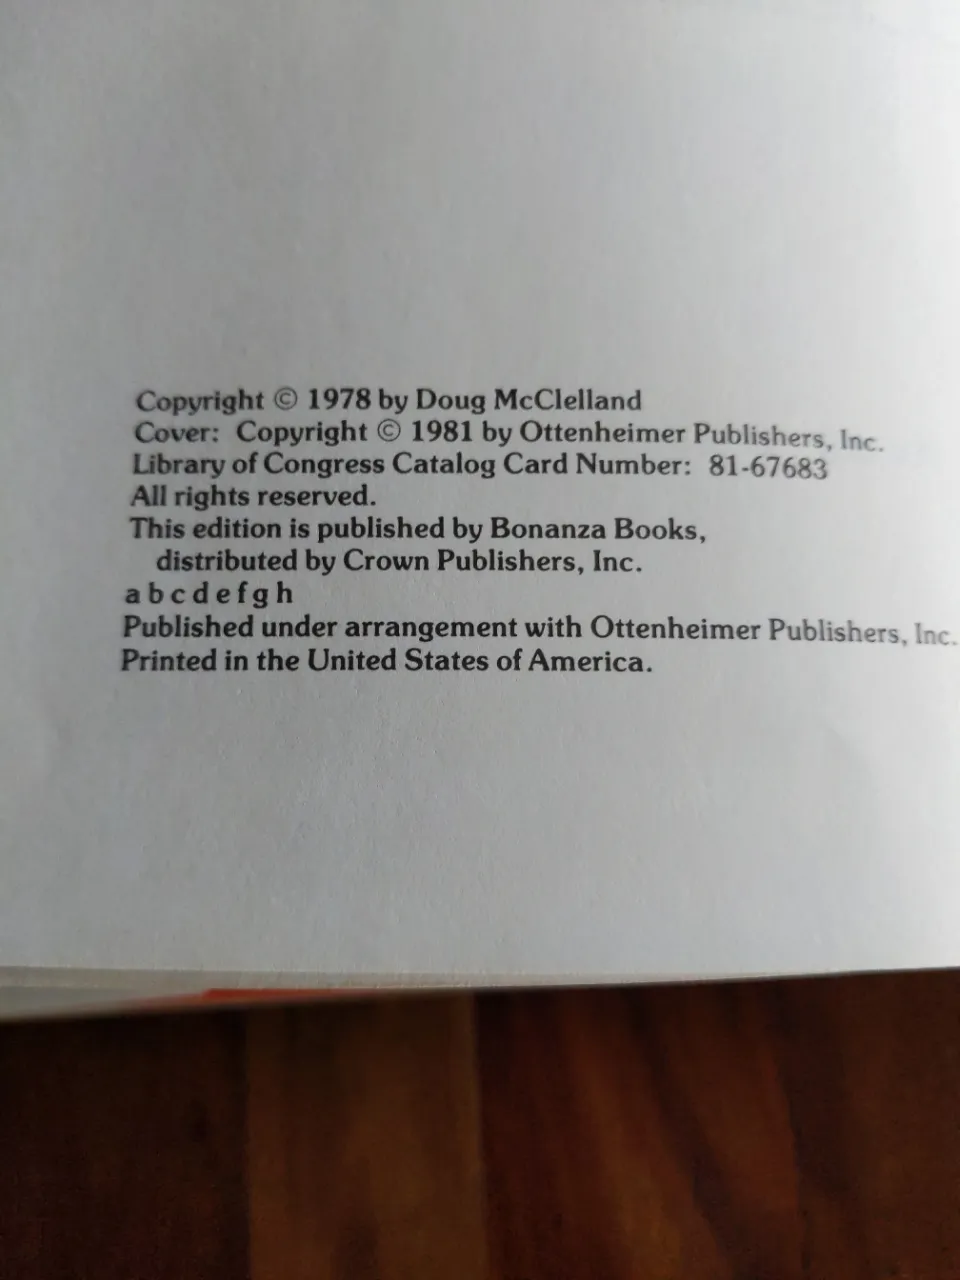 Copyright © 1978 by Doug McClelland
Cover: Copyright © 1981 by Ottenheimer Publishers, Inc.
Library of Congress Catalog Card Number: 81-67683
All rights reserved.
This edition is published by Bonanza Books,
distributed by Crown Publishers, Inc.
a b c d e f g h
Published under arrangement with Ottenheimer Publishers, Inc.
Printed in the United States of America.